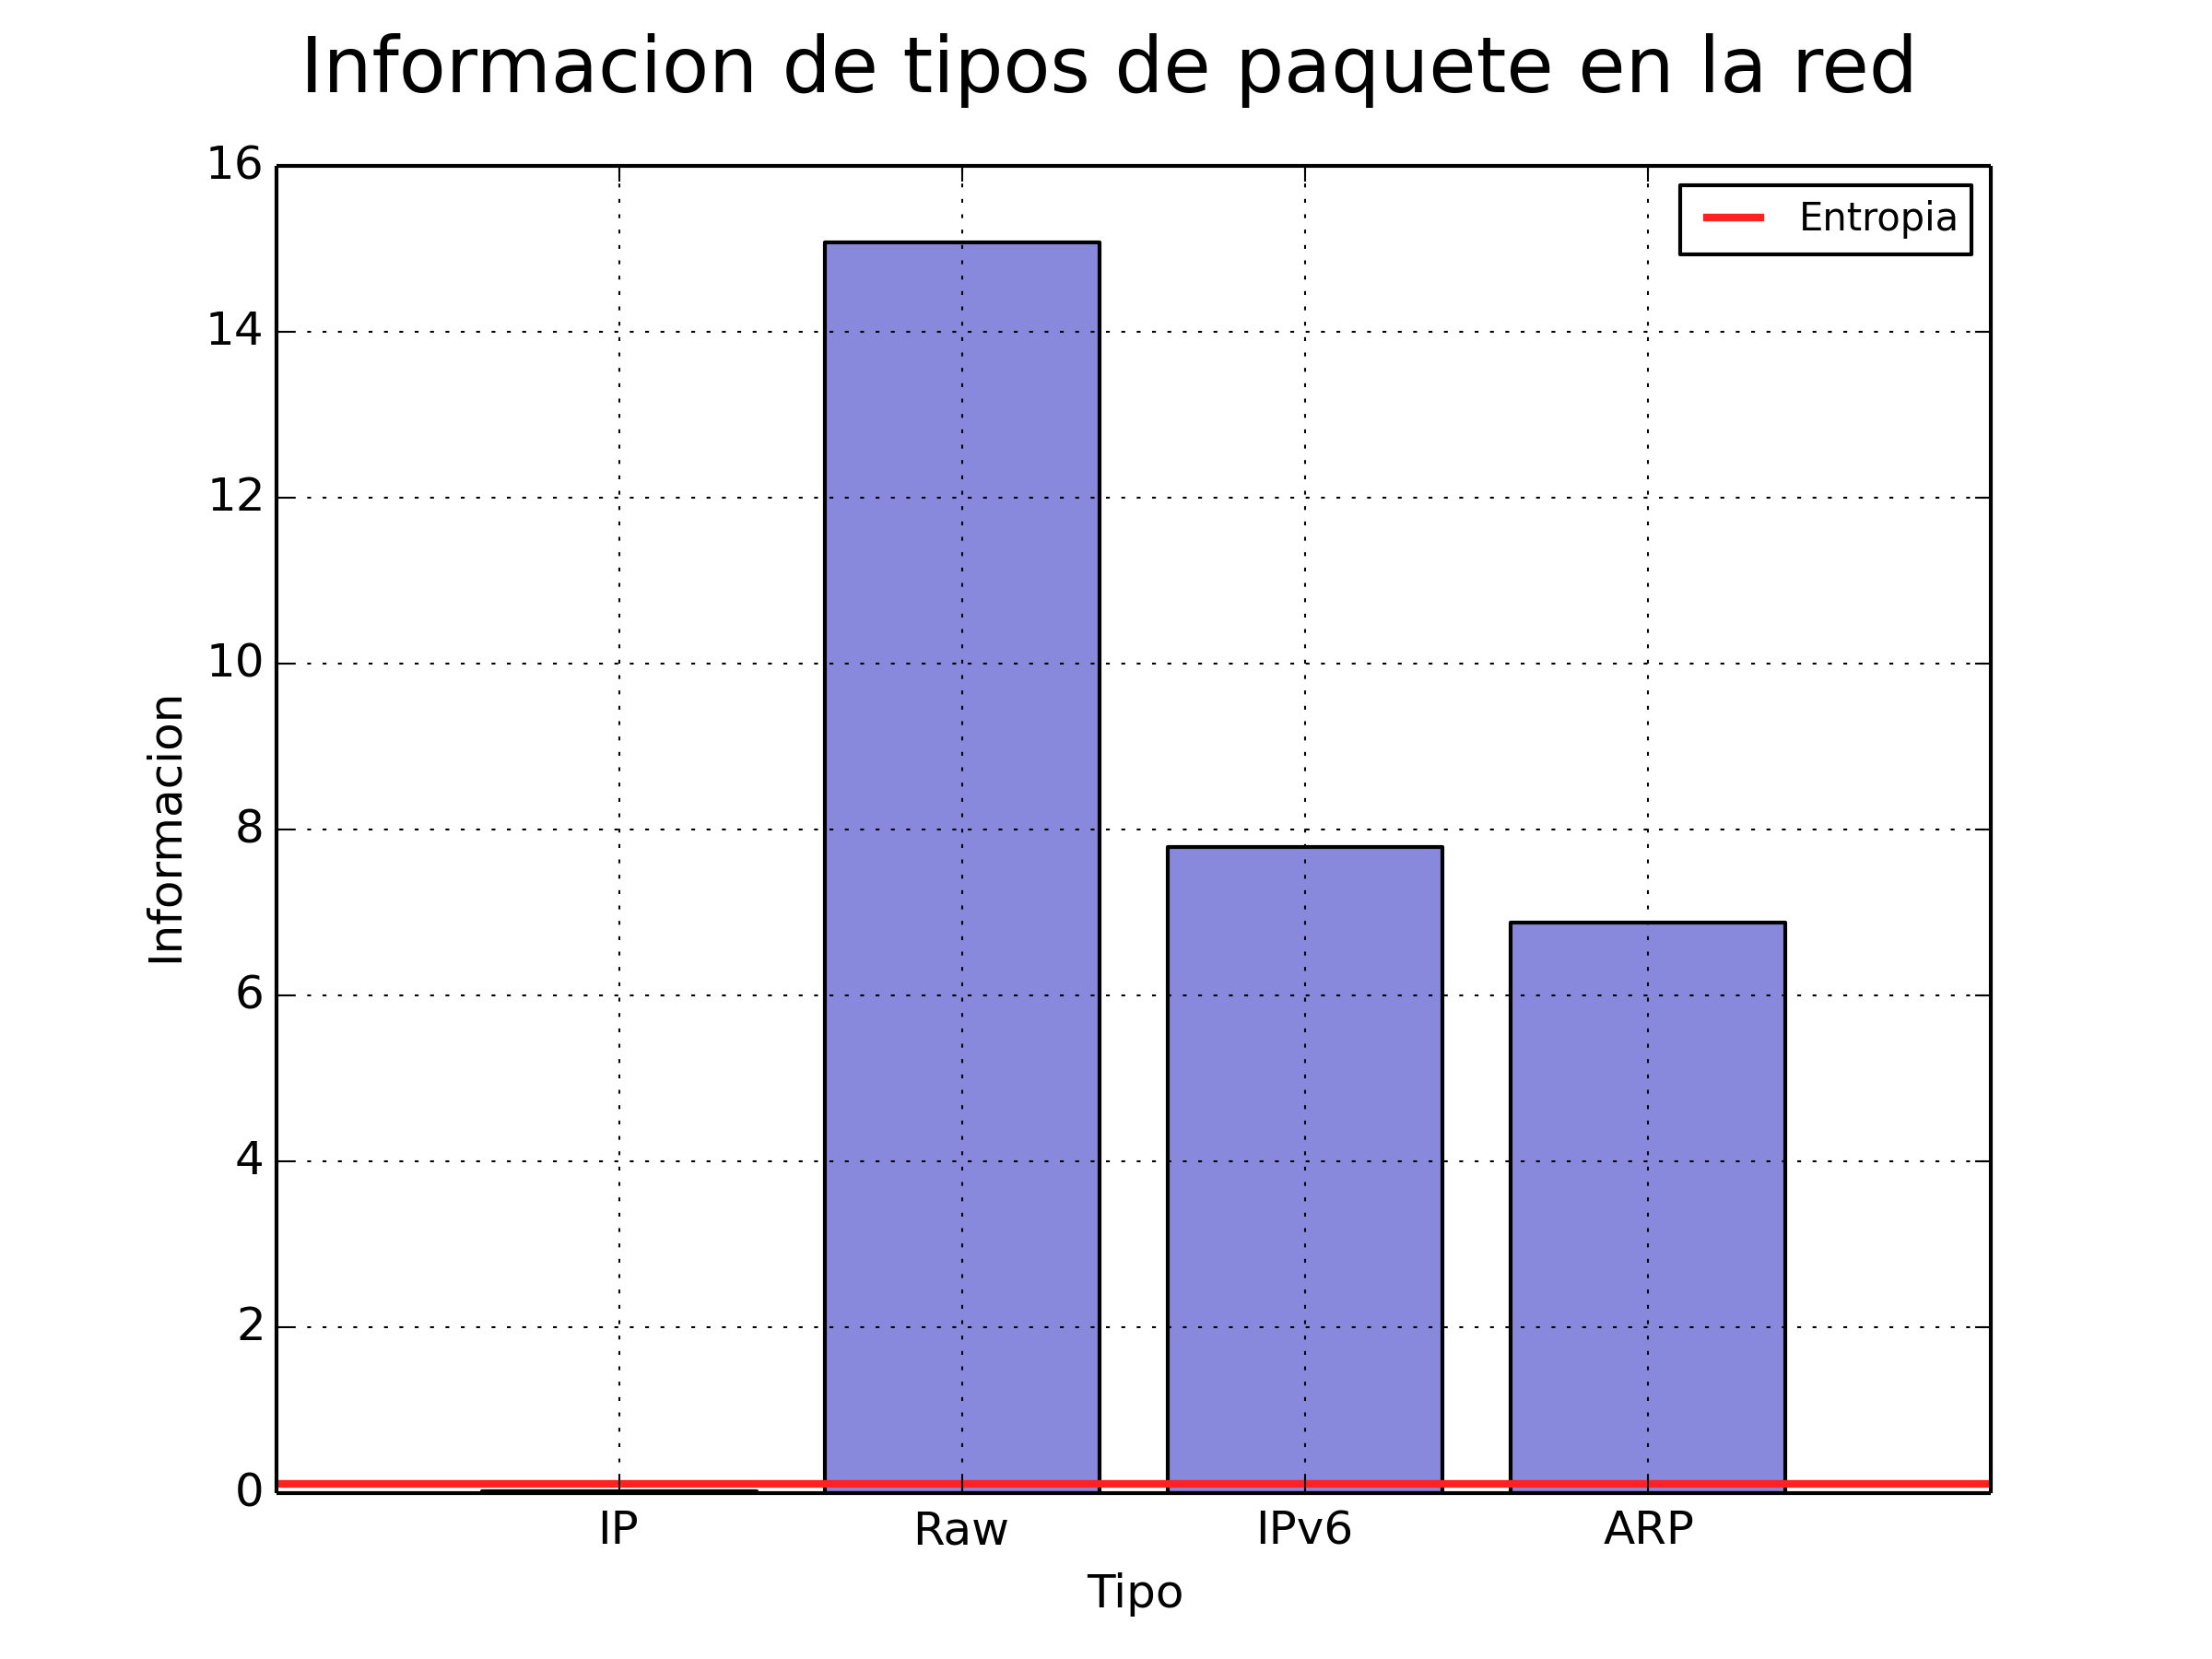 Informacion de tipos de paquete en la red
16
14
12
10
8
6
4
2
0
Informacion
Entropia
IP Raw IPv6 ARP
Tipo